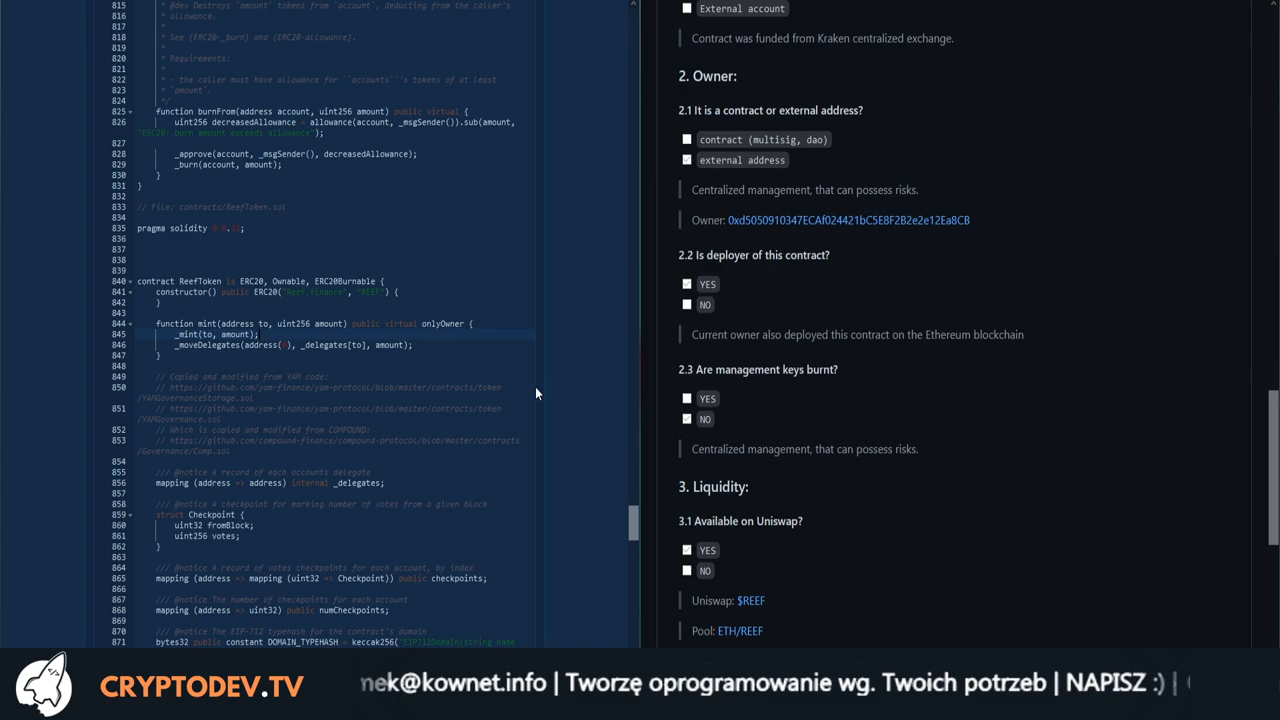 815 * @dev Destroys `amount` tokens from `account`, deducting from the caller's
816 * allowance.
817 *
818 * See {ERC20-_burn} and {ERC20-allowance}.
819 *
820 * Requirements:
821 *
822 * - the caller must have allowance for ``accounts``'s tokens of at least
823 * `amount`.
824 */
825 function burnFrom(address account, uint256 amount) public virtual {
826 uint256 decreasedAllowance = allowance(account, _msgSender()).sub(amount,
"ERC20: burn amount exceeds allowance");
827
828 _approve(account, _msgSender(), decreasedAllowance);
829 _burn(account, amount);
830 }
831 }
832
833 // File: contracts/ReefToken.sol
834
835 pragma solidity 0.6.12;
836
837
838
839
840 contract ReefToken is ERC20, Ownable, ERC20Burnable {
841 constructor() public ERC20("Reef.finance", "REEF") {
842 }
843
844 function mint(address to, uint256 amount) public virtual onlyOwner {
845 _mint(to, amount);
846 _moveDelegates(address(0), _delegates[to], amount);
847 }
848
849 // Copied and modified from YAM code:
850 // https://github.com/yam-finance/yam-protocol/blob/master/contracts/token
/YAMGovernanceStorage.sol
851 // https://github.com/yam-finance/yam-protocol/blob/master/contracts/token
/YAMGovernance.sol
852 // Which is copied and modified from COMPOUND:
853 // https://github.com/compound-finance/compound-protocol/blob/master/contracts
/Governance/Comp.sol
854
855 /// @notice A record of each accounts delegate
856 mapping (address => address) internal _delegates;
857
858 /// @notice A checkpoint for marking number of votes from a given block
859 struct Checkpoint {
860 uint32 fromBlock;
861 uint256 votes;
862 }
863
864 /// @notice A record of votes checkpoints for each account, by index
865 mapping (address => mapping (uint32 => Checkpoint)) public checkpoints;
866
867 /// @notice The number of checkpoints for each account
868 mapping (address => uint32) public numCheckpoints;
869
870 /// @notice The EIP-712 typehash for the contract's domain
871 bytes32 public constant DOMAIN_TYPEHASH = keccak256("EIP712Domain(string name
External account
Contract was funded from Kraken centralized exchange.
2. Owner:
2.1 It is a contract or external address?
contract (multisig, dao)
external address
Centralized management, that can possess risks.
Owner: 0xd5050910347ECAf024421bC5E8F2B2e2e12Ea8CB
2.2 Is deployer of this contract?
YES
NO
Current owner also deployed this contract on the Ethereum blockchain
2.3 Are management keys burnt?
YES
NO
Centralized management, that can possess risks.
3. Liquidity:
3.1 Available on Uniswap?
YES
NO
Uniswap: $REEF
Pool: ETH/REEF
CRYPTODEV.TV
mek@kownet.info | Tworzę oprogramowanie wg. Twoich potrzeb | NAPISZ :) |